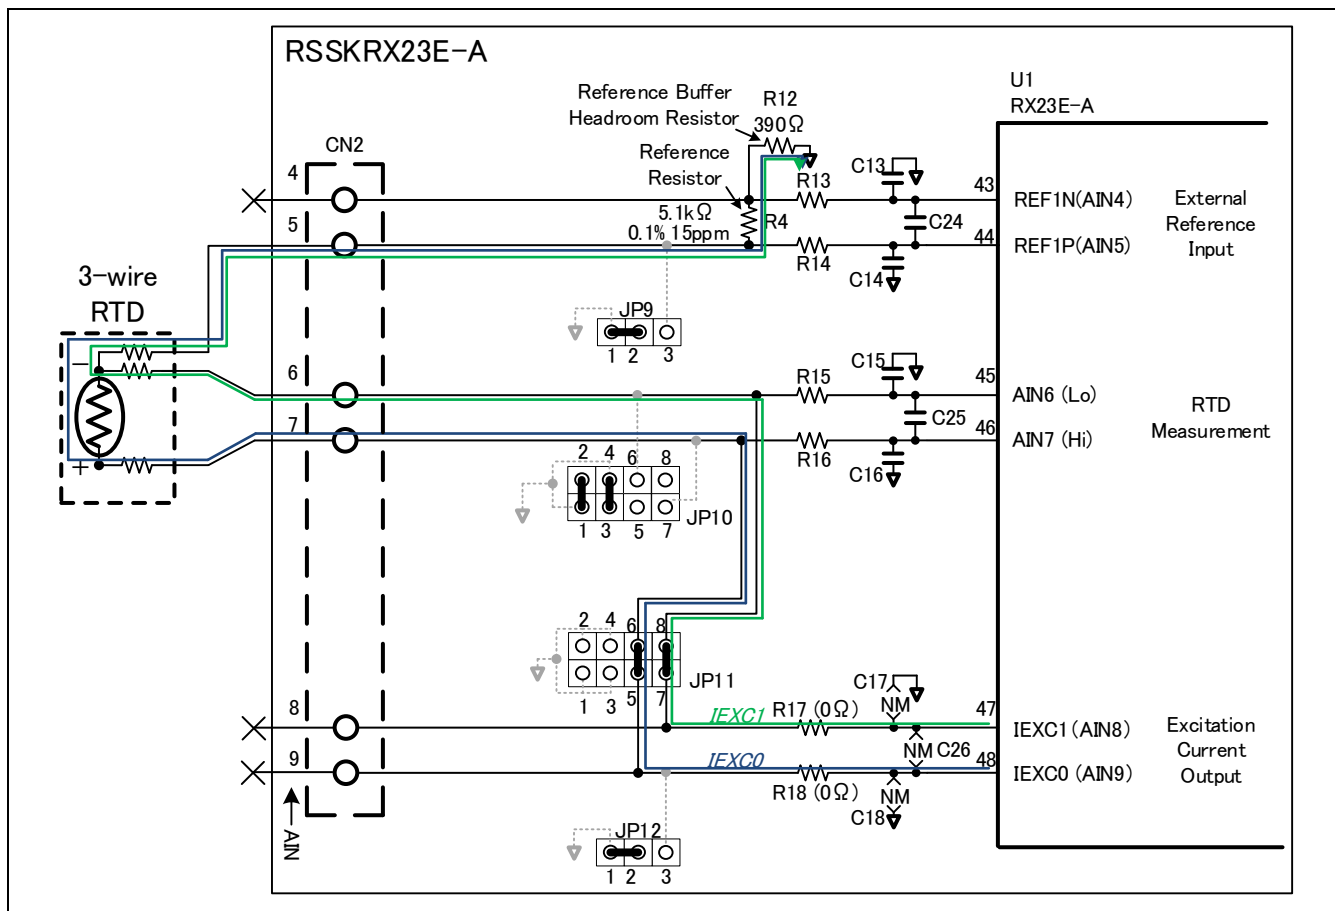 RSSKRX23E-A
U1
RX23E-A
Reference Buffer
Headroom Resistor
R12
390Ω
Reference
Resistor
5.1kΩ
0.1% 15ppm
R4
CN2
4
R13
C13
43
REF1N(AIN4)
External
Reference
Input
C24
5
R14
C14
44
REF1P(AIN5)
3-wire
RTD
-
+
JP9
1
2
3
6
R15
C15
45
AIN6 (Lo)
RTD
Measurement
C25
7
R16
C16
46
AIN7 (Hi)
2 4 6 8
JP10
1 3 5 7
2 4 6 8
JP11
1 3 5 7
8
IEXC1
R17 (0Ω)
C17
NM
47
IEXC1 (AIN8)
Excitation
Current
Output
NM C26
9
IEXC0
R18 (0Ω)
NM
C18
48
IEXC0 (AIN9)
AIN
JP12
1 2 3